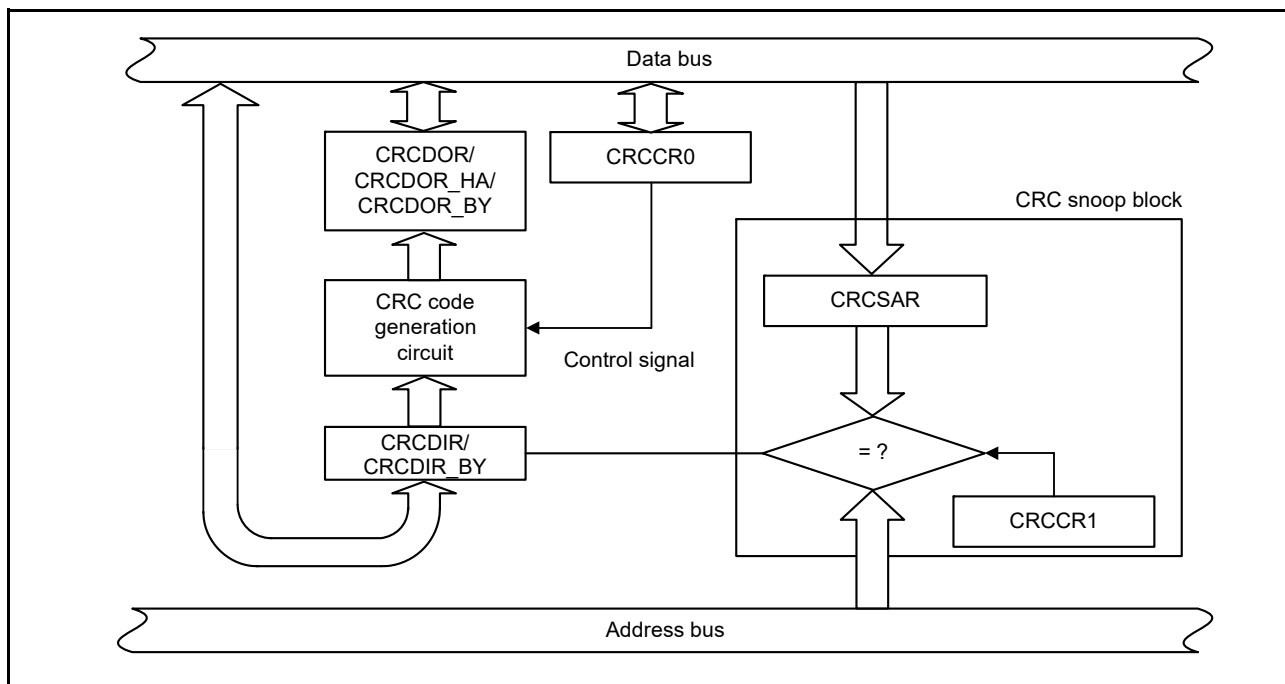 Data bus
CRCDOR/
CRCDOR_HA/
CRCDOR_BY
CRCCR0
CRC snoop block
CRCSAR
CRC code
generation
circuit
Control signal
CRCDIR/
CRCDIR_BY
= ?
CRCCR1
Address bus